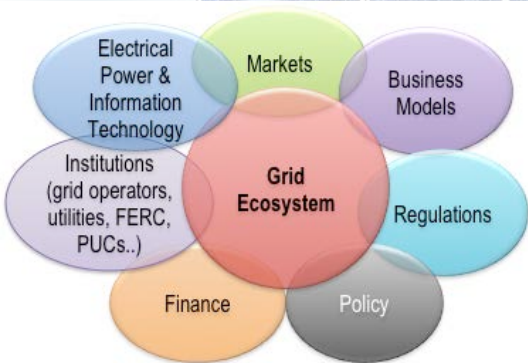 Electrical
Power &
Information
Technology
Markets
Business
Models
Institutions
(grid operators,
utilities, FERC,
PUCs..)
Grid
Ecosystem
Regulations
Finance
Policy